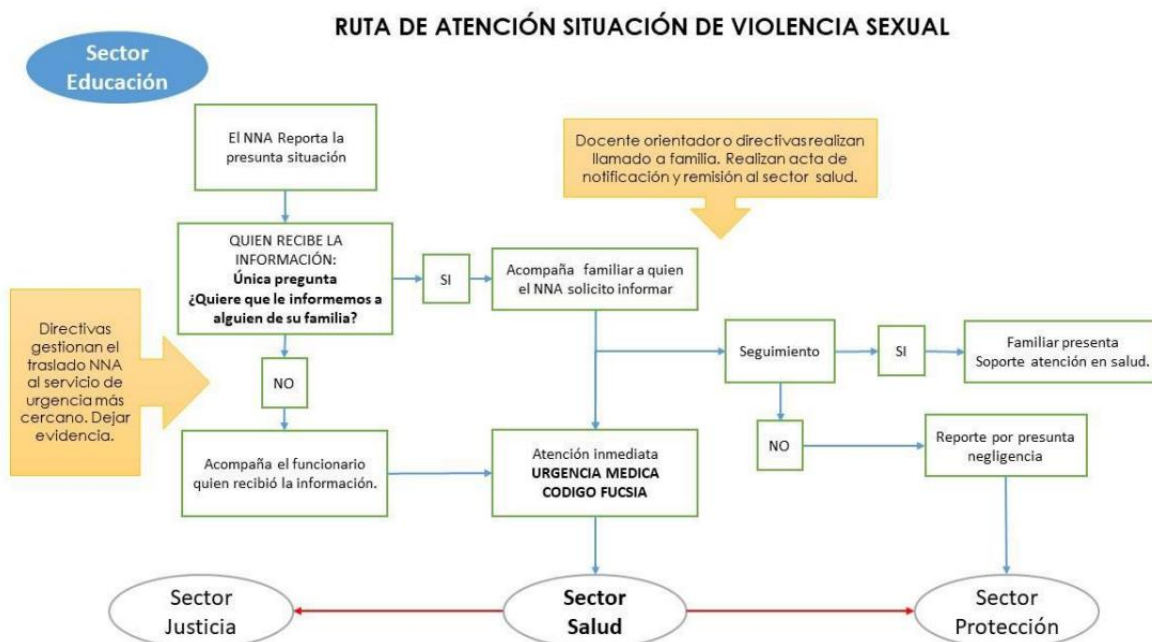 RUTA DE ATENCIÓN SITUACIÓN DE VIOLENCIA SEXUAL
Sector
Educación
El NNA Reporta la
presunta situación
Docente orientador o directivas realizan
llamado a familia. Realizan acta de
notificación y remisión al sector salud.
QUIEN RECIBE LA
INFORMACIÓN:
Única pregunta
¿Quiere que le informemos a
alguien de su familia?
SI
Acompaña familiar a quien
el NNA solicito informar
Directivas
gestionan el
traslado NNA
al servicio de
urgencia más
cercano. Dejar
evidencia.
NO
Seguimiento
SI
Familiar presenta
Soporte atención en salud.
Acompaña el funcionario
quien recibió la información.
Atención inmediata
URGENCIA MEDICA
CODIGO FUCSIA
NO
Reporte por presunta
negligencia
Sector
Justicia
Sector
Salud
Sector
Protección